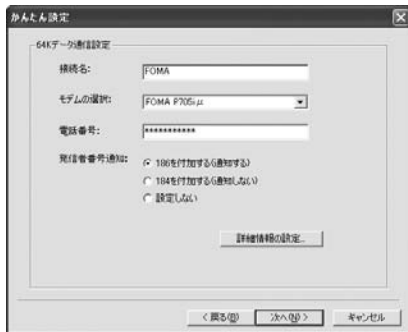 かんたん設定
64Kデータ通信設定
接続名: FOMA
モデムの選択: FOMA P705iμ
電話番号: ***********
発信者番号通知: 186を付加する(通知する)
184を付加する(通知しない)
設定しない
詳細情報の設定...
< 戻る(B) 次へ(N) > キャンセル